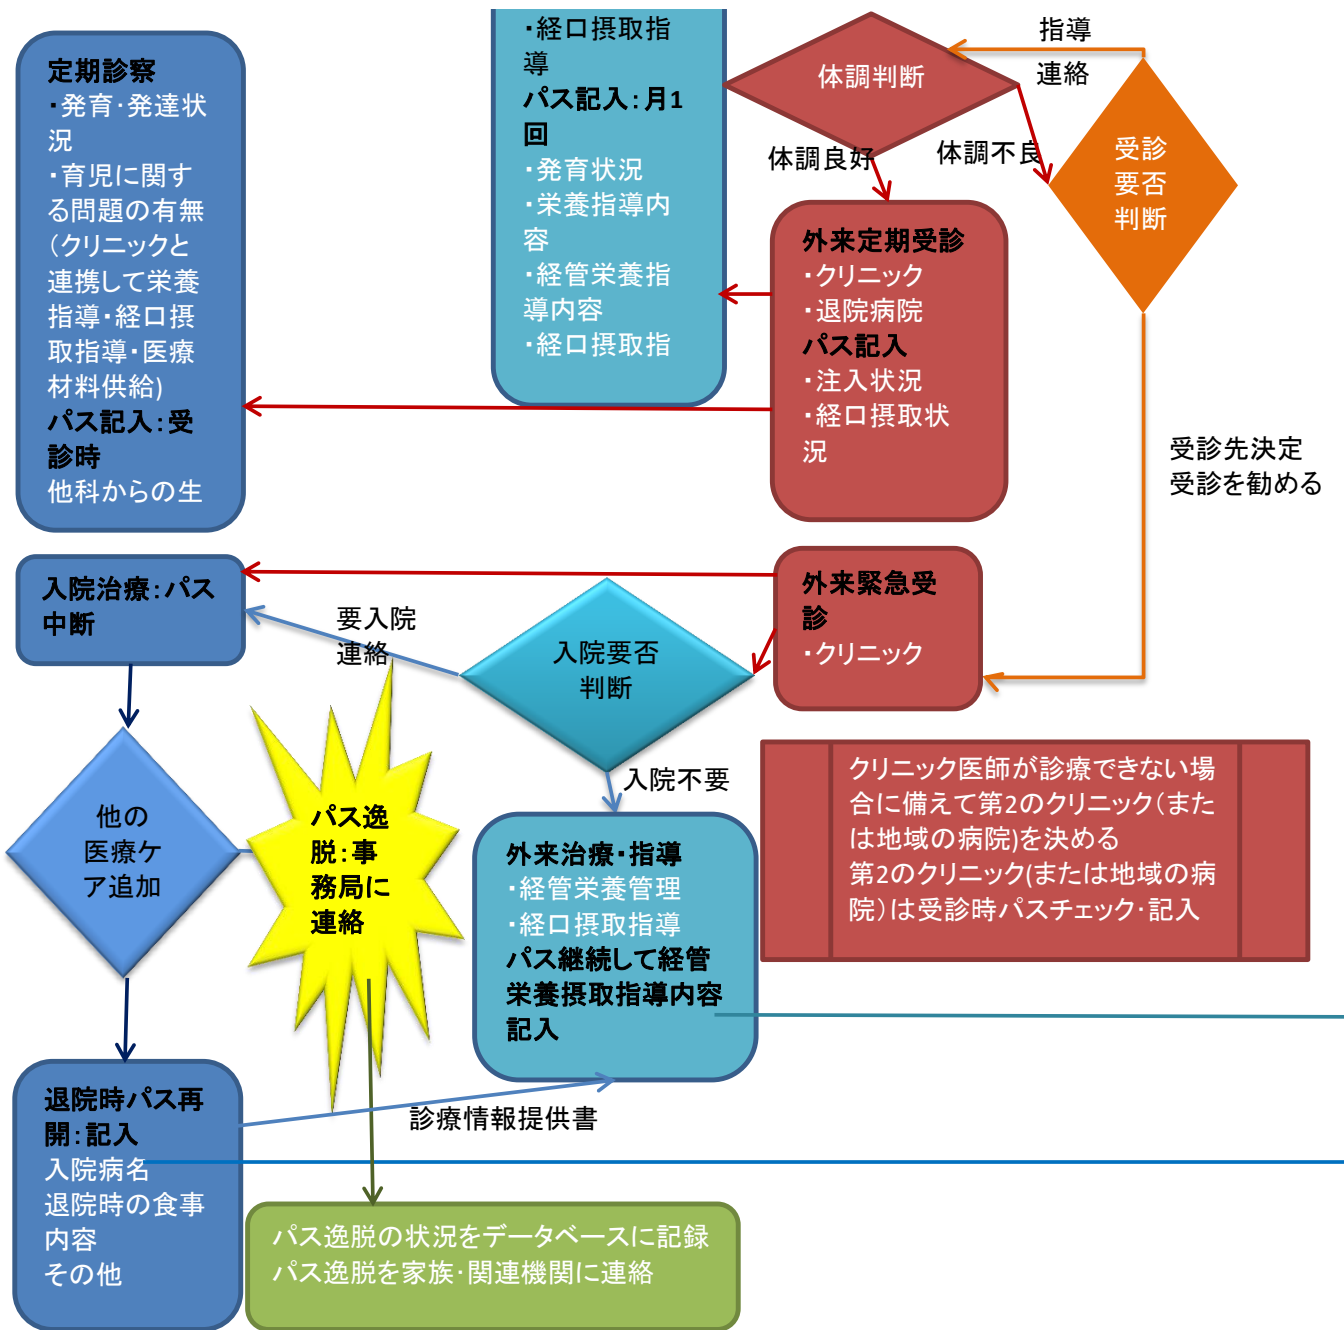 定期診察
・発育・発達状
況
・育児に関す
る問題の有無
（クリニックと
連携して栄養
指導・経口摂
取指導・医療
材料供給)
パス記入：受
診時
他科からの生
・経口摂取指
導
パス記入：月1
回
・発育状況
・栄養指導内
容
・経管栄養指
導内容
・経口摂取指
体調判断
指導
連絡
体調良好
体調不良
受診
要否
判断
外来定期受診
・クリニック
・退院病院
パス記入
・注入状況
・経口摂取状
況
受診先決定
受診を勧める
入院治療：パス
中断
要入院
連絡
入院要否
判断
外来緊急受
診
・クリニック
入院不要
他の
医療ケ
ア追加
パス逸
脱：事
務局に
連絡
外来治療・指導
・経管栄養管理
・経口摂取指導
パス継続して経管
栄養摂取指導内容
記入
クリニック医師が診療できない場
合に備えて第2のクリニック（また
は地域の病院)を決める
第2のクリニック(または地域の病
院）は受診時パスチェック・記入
退院時パス再
開：記入
入院病名
退院時の食事
内容
その他
診療情報提供書
パス逸脱の状況をデータベースに記録
パス逸脱を家族・関連機関に連絡